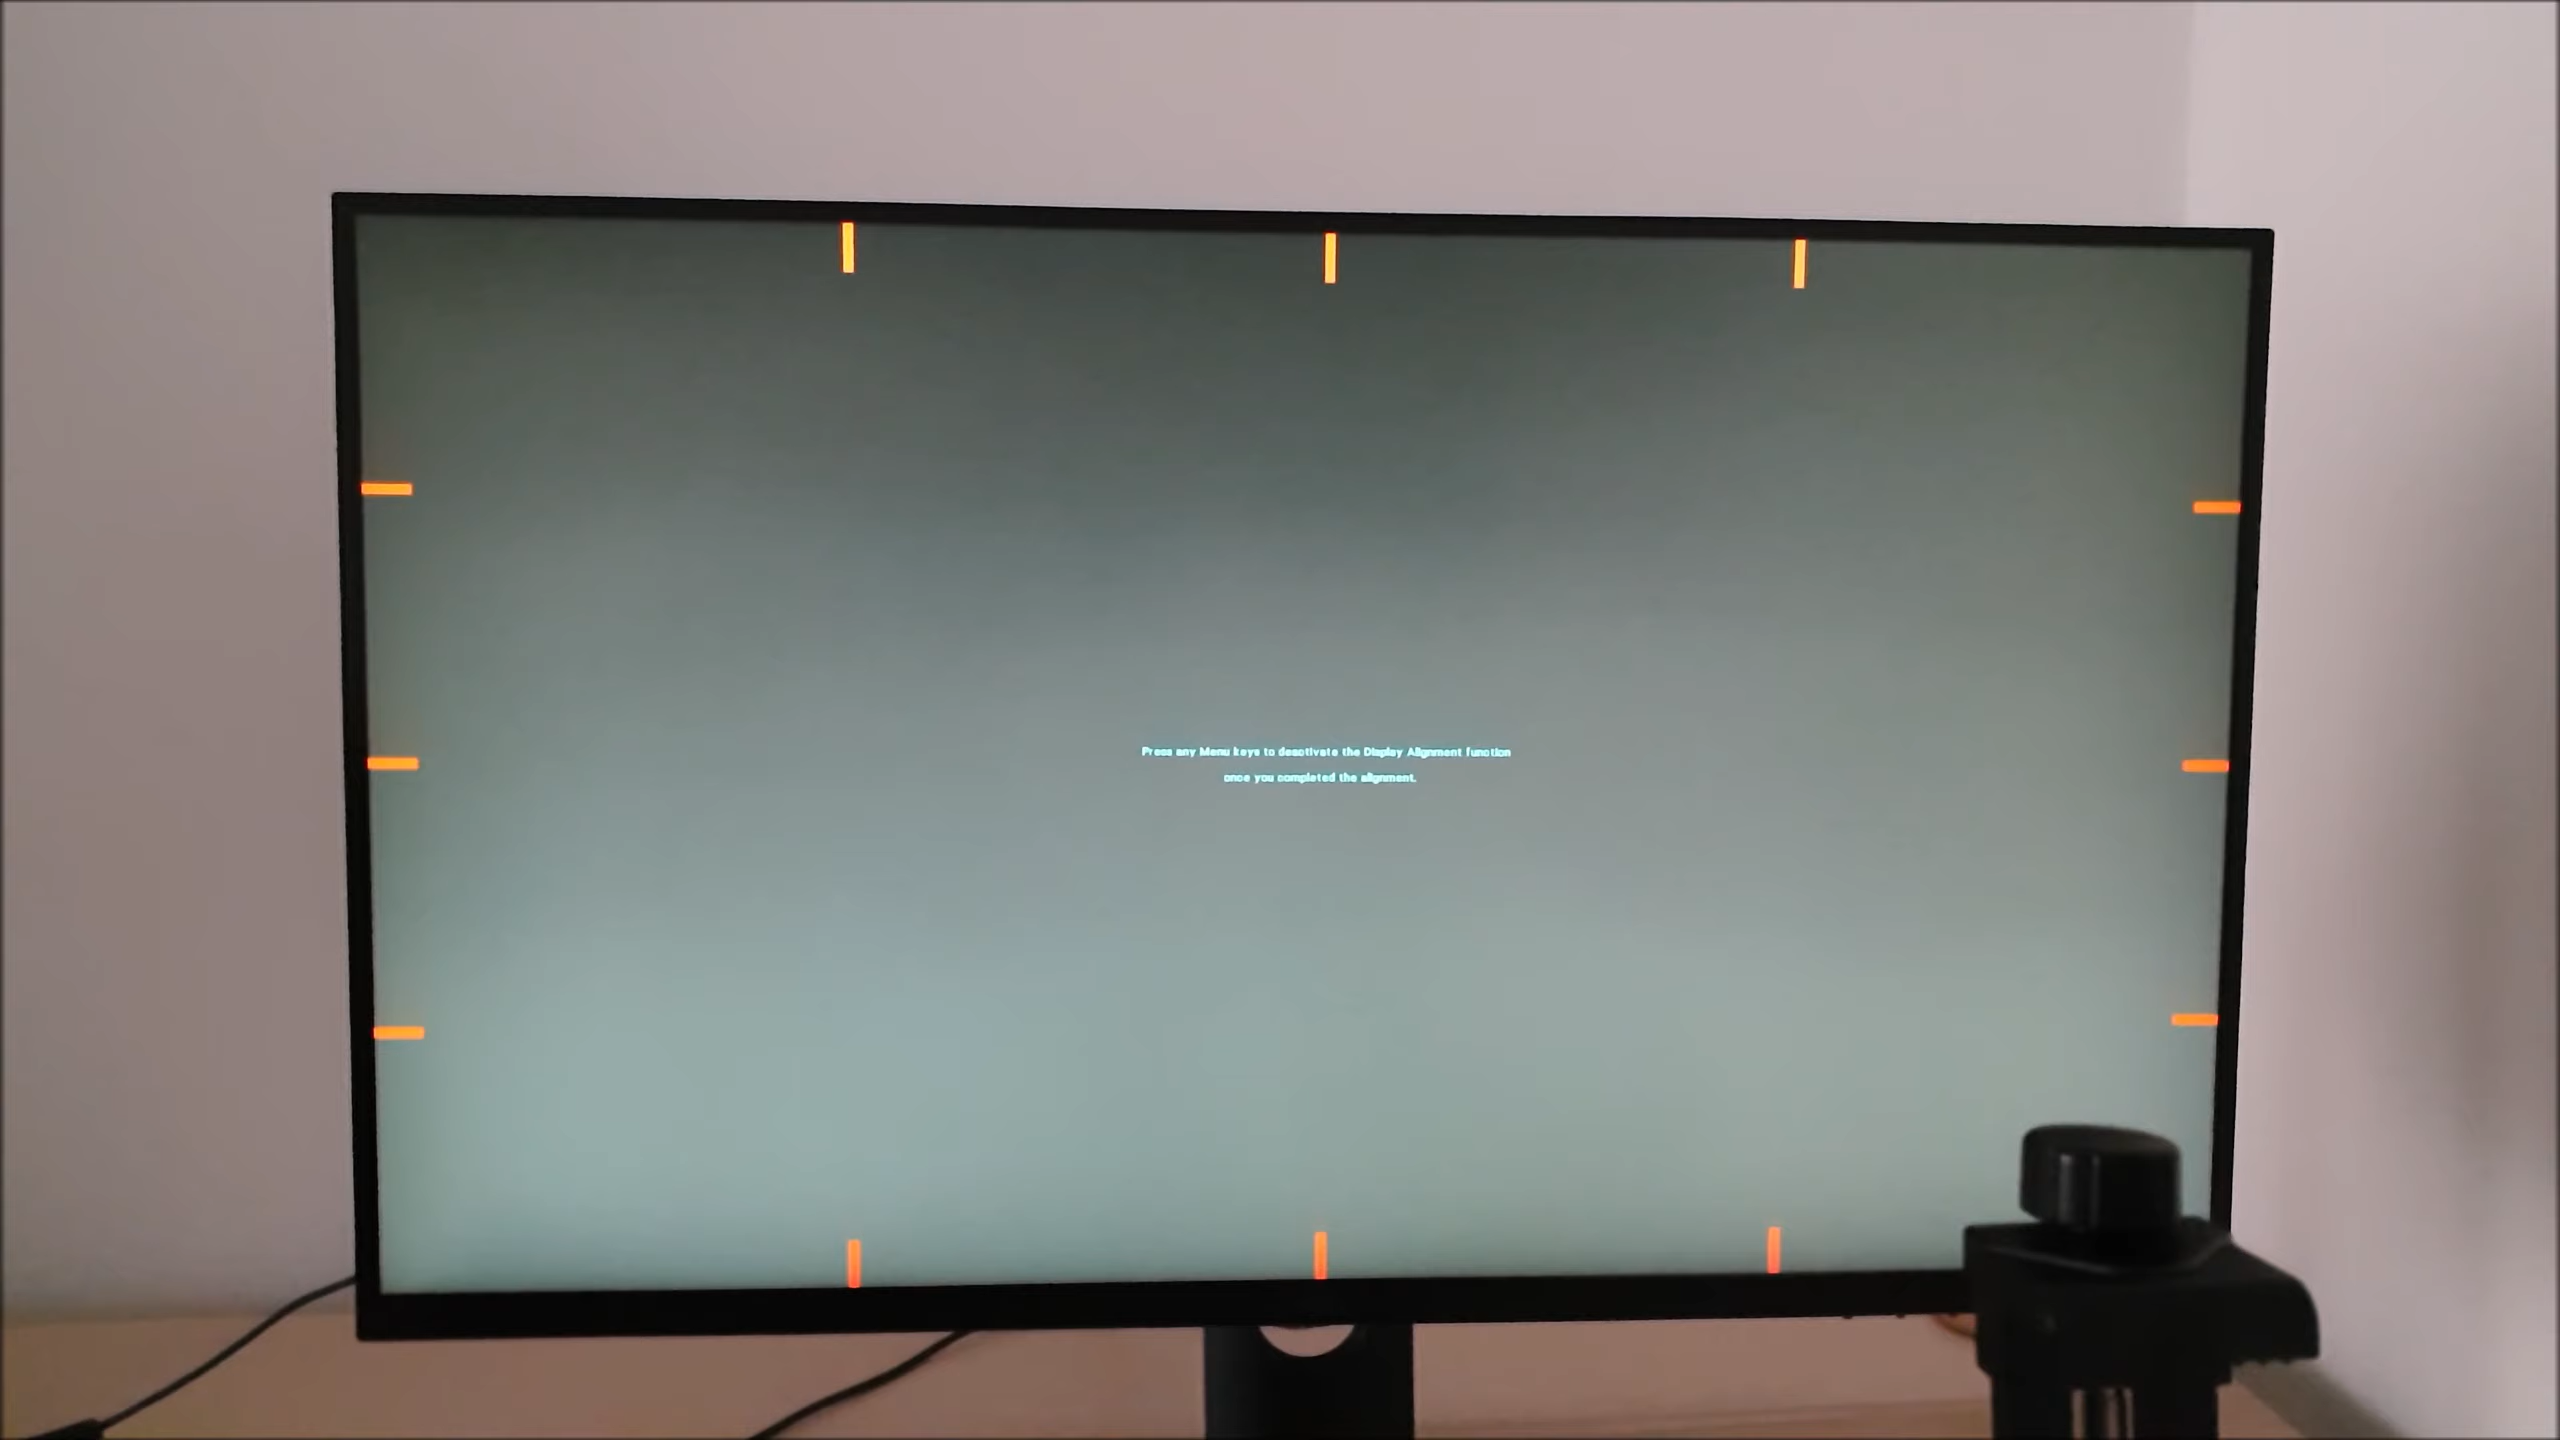 Press any Menu keys to deactivate the Display Alignment function
once you completed the alignment.